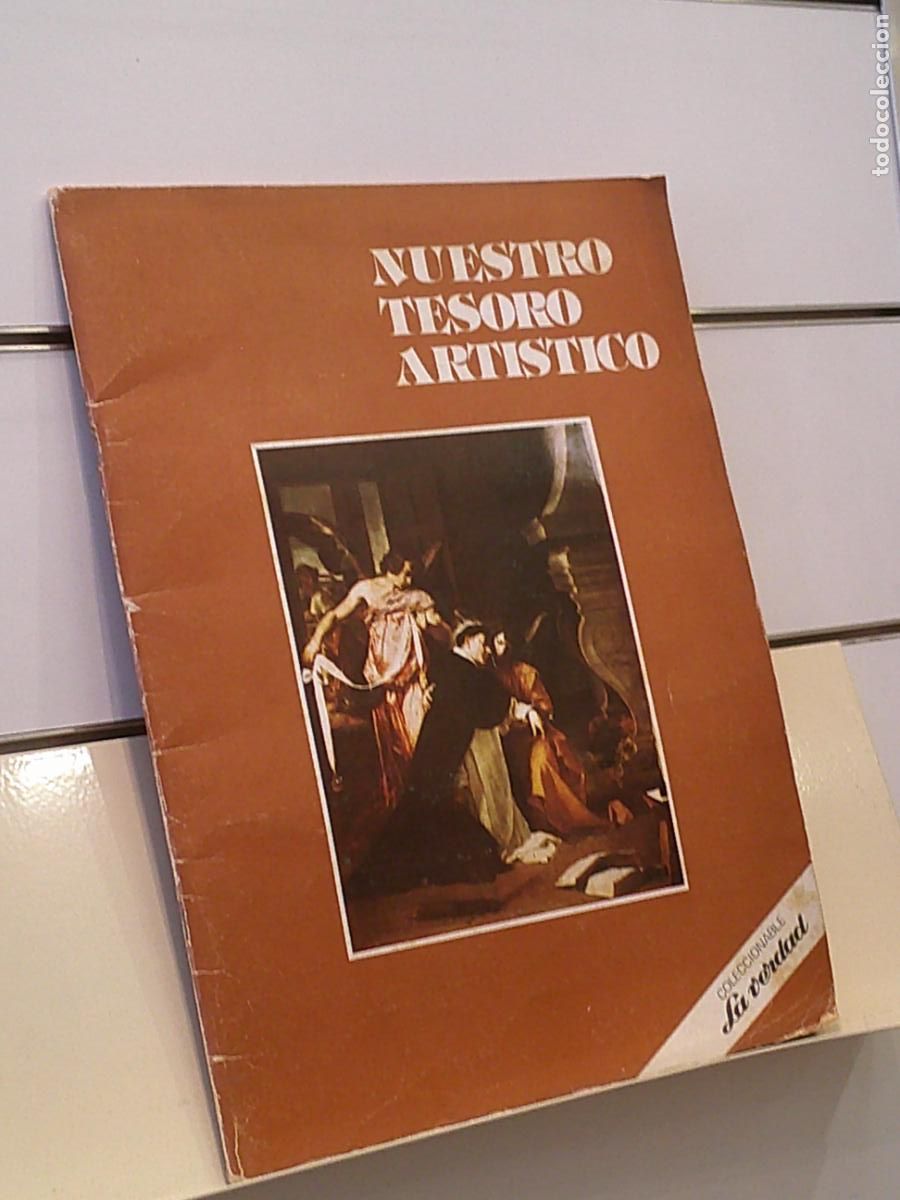 NUESTRO
TESORO
ARTISTICO
COLECCIONABLE
La verdad
todocoleccion